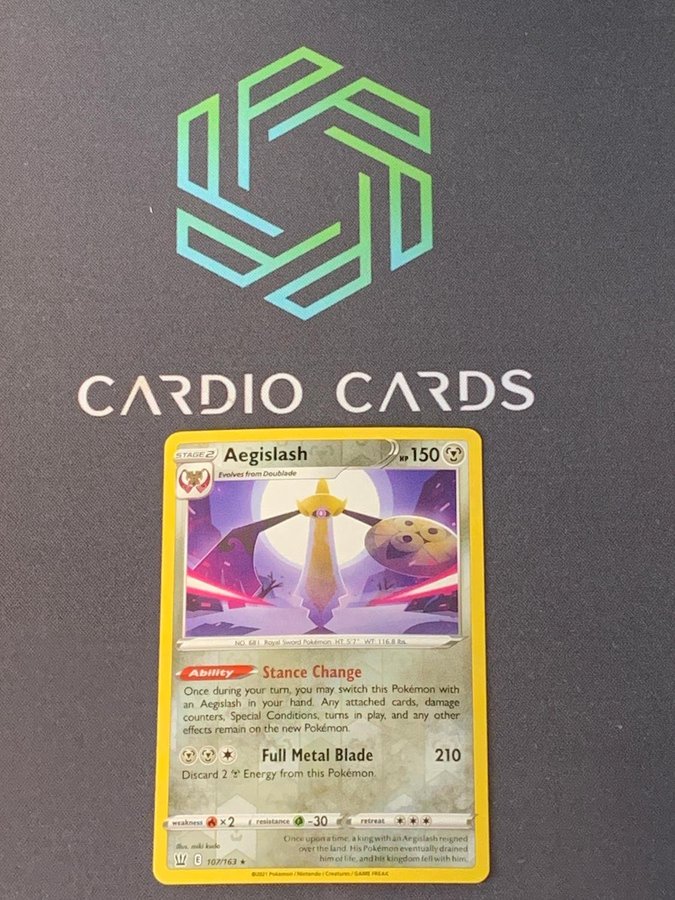 CARDIO CARDS
STAGE 2 Aegislash HP 150
Evolves from Doublade
NO. 681 Royal Sword Pokémon HT: 5'7" WT: 116.8 lbs.
Ability Stance Change
Once during your turn, you may switch this Pokémon with
an Aegislash in your hand. Any attached cards, damage
counters, Special Conditions, turns in play, and any other
effects remain on the new Pokémon.
Full Metal Blade 210
Discard 2 Energy from this Pokémon.
weakness ×2 resistance -30 retreat
Illus. miki kudo
E 107/163 ★
Once upon a time, a king with an Aegislash reigned
over the land. His Pokémon eventually drained
him of life, and his kingdom fell with him.
©2021 Pokémon / Nintendo / Creatures / GAME FREAK